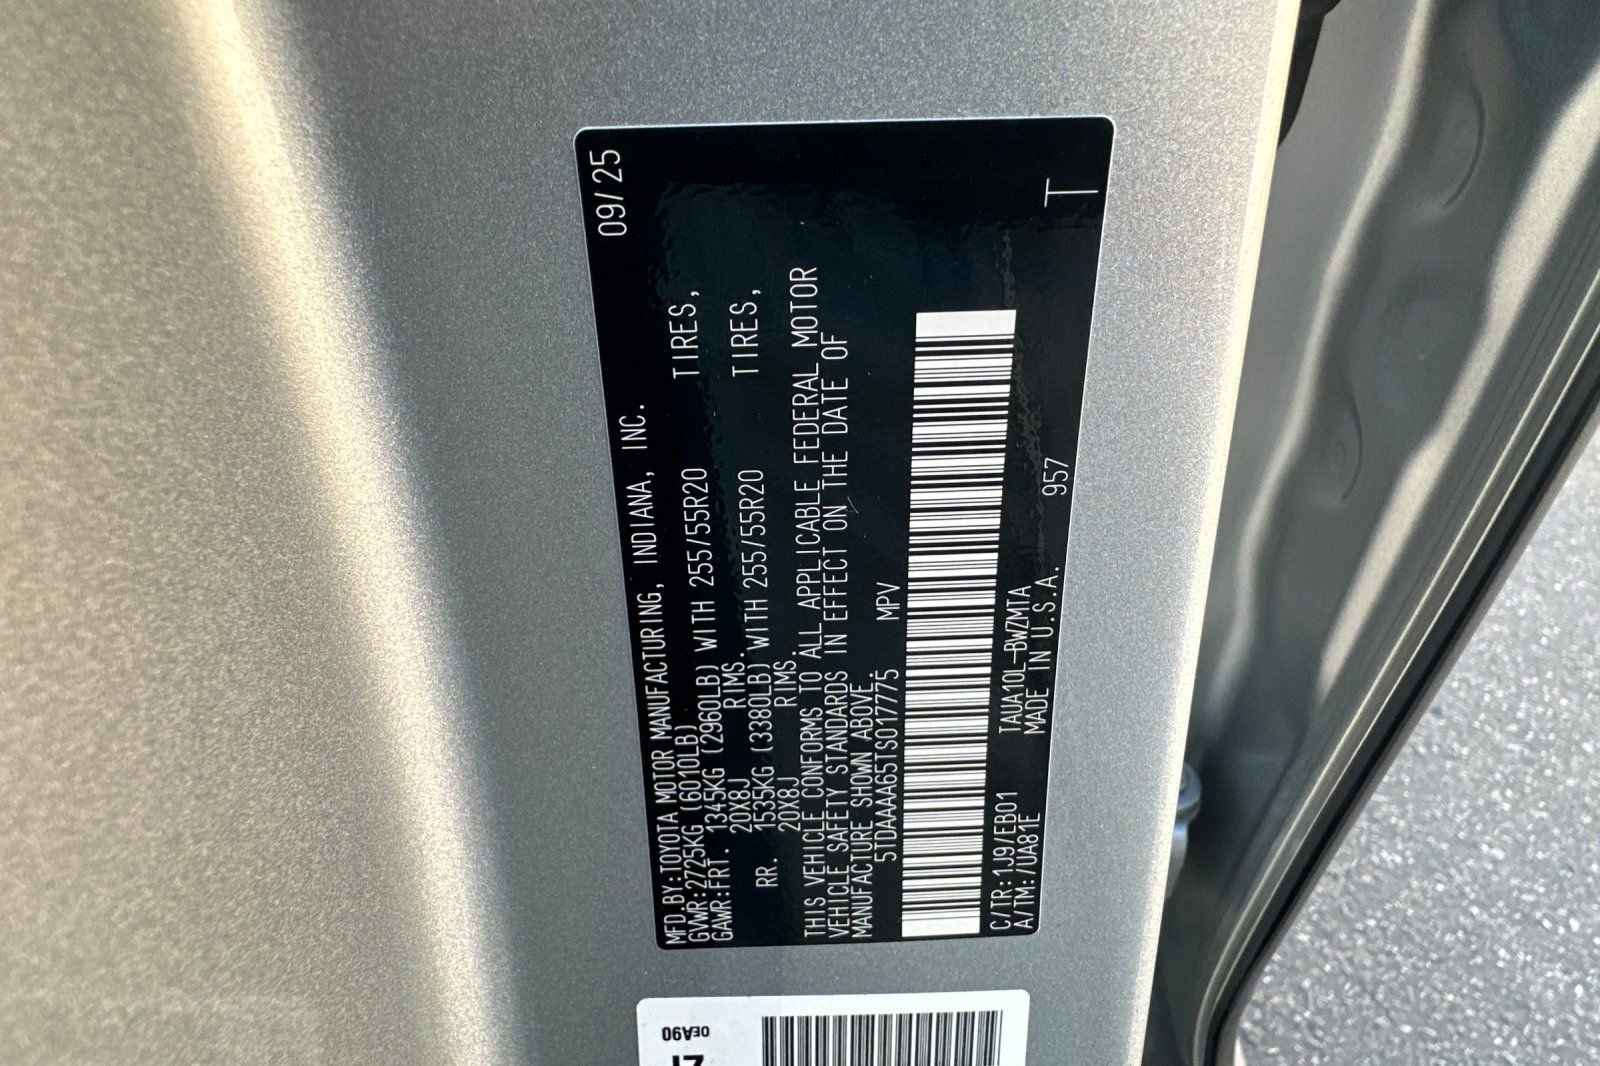 MFD.BY:TOYOTA MOTOR MANUFACTURING, INDIANA, INC. 09/25
GVWR:2725KG(6010LB)
GAWR:FRT. 1345KG(2960LB) WITH 255/55R20 TIRES,
20X8J RIMS.
RR. 1535KG(3380LB) WITH 255/55R20 TIRES,
20X8J RIMS.
THIS VEHICLE CONFORMS TO ALL APPLICABLE FEDERAL MOTOR
VEHICLE SAFETY STANDARDS IN EFFECT ON THE DATE OF
MANUFACTURE SHOWN ABOVE.
5TDAAAA65TS017775 MPV
C/TR:1J9/EB01 TAUA10L-BWZMTA
A/TM:/UA81E MADE IN U.S.A. 957 T
0EA90